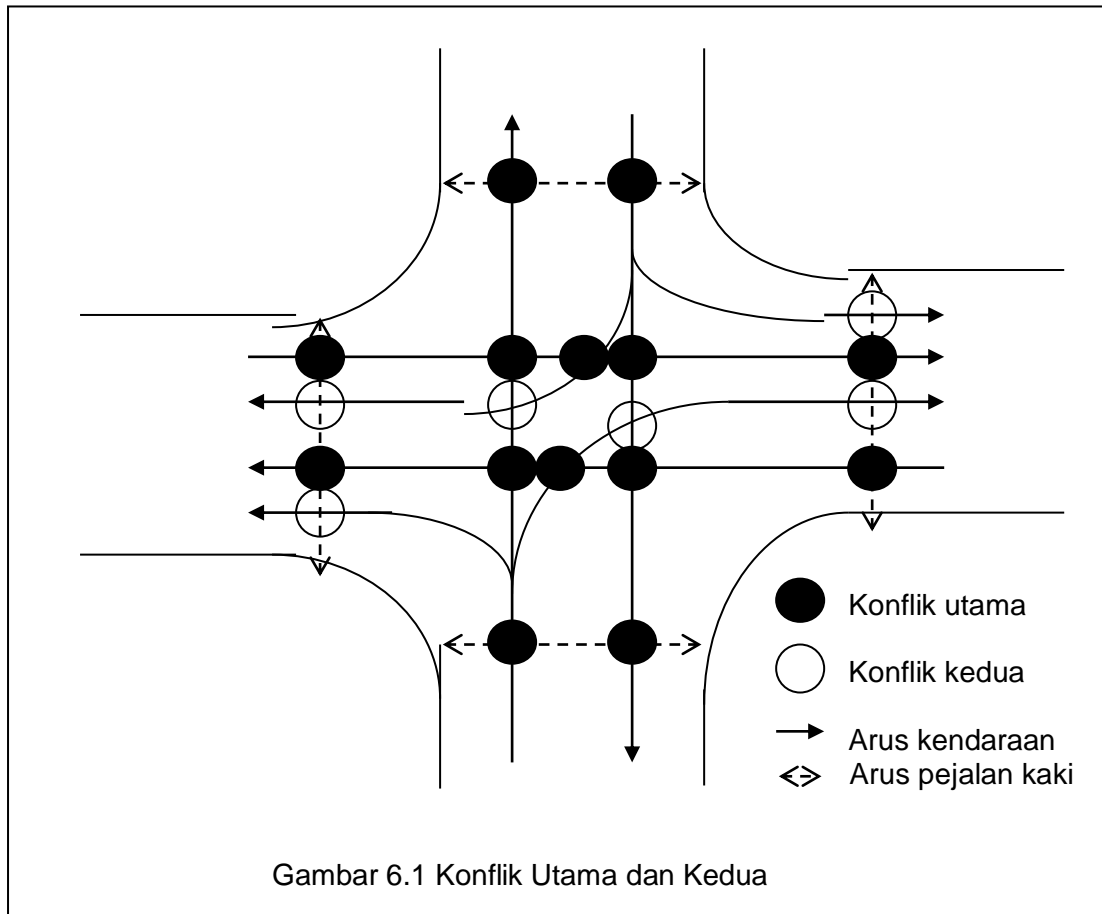 Konflik utama
Konflik kedua
Arus kendaraan
Arus pejalan kaki
Gambar 6.1 Konflik Utama dan Kedua